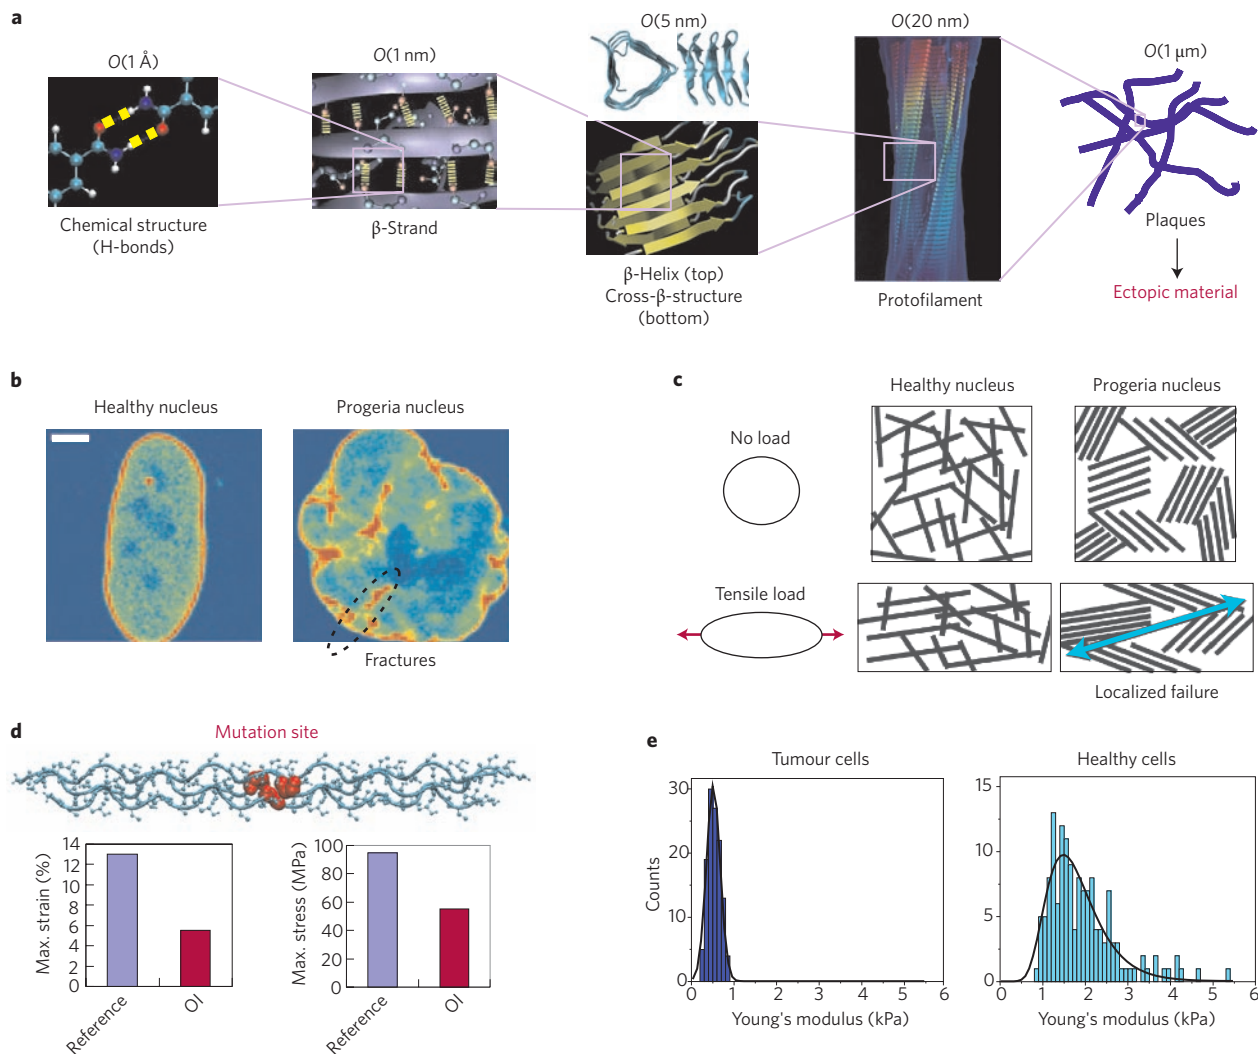 a
O(1 Å)
O(1 nm)
O(5 nm)
O(20 nm)
O(1 μm)
Chemical structure
(H-bonds)
β-Strand
β-Helix (top)
Cross-β-structure
(bottom)
Protofilament
Plaques
Ectopic material
b
Healthy nucleus
Progeria nucleus
Fractures
c
Healthy nucleus
Progeria nucleus
No load
Tensile load
Localized failure
d
Mutation site
Max. strain (%)
14
12
10
8
6
4
2
0
Reference
OI
Max. stress (MPa)
100
80
60
40
20
0
Reference
OI
e
Tumour cells
Counts
30
20
10
0
0
1
2
3
4
5
6
Young's modulus (kPa)
Healthy cells
15
10
5
0
0
1
2
3
4
5
6
Young's modulus (kPa)